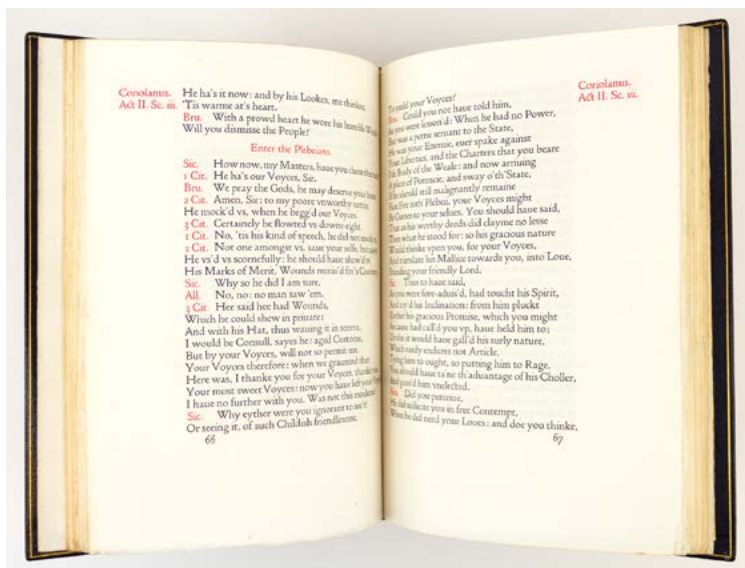 Coriolanus.
Act II. Sc. iii.
He ha's it now: and by his Lookes, me thinkes,
'Tis warme at's heart.
Bru. With a prowd heart he wore his humble
Will you dismisse the People?
Enter the Plebeians.
Sic. How now, my Masters, haue you chose this man?
1 Cit. He ha's our Voyces, Sir.
Bru. We pray the Gods, he may deserue your loues.
2 Cit. Amen, Sir: to my poore vnworthy notice,
He mock'd vs, when he begg'd our Voyces.
3 Cit. Certainely he flowted vs downe-right.
1 Cit. No, 'tis his kind of speech, he did not mock vs.
2 Cit. Not one amongst vs, saue your selfe, but sayes
He vs'd vs scornefully: he should haue shew'd vs
His Marks of Merit, Wounds receiu'd for's Countrey.
Sic. Why so he did I am sure.
All. No, no: no man saw 'em.
3 Cit. Hee said hee had Wounds,
Which he could shew in priuate:
And with his Hat, thus wauing it in scorne,
I would be Consull, sayes he: aged Custome,
But by your Voyces, will not so permit me.
Your Voyces therefore: when we graunted that,
Here was, I thanke you for your Voyces, thanke you
Your most sweet Voyces: now you haue left your Voyces,
I haue no further with you. Was not this mockerie?
Sic. Why eyther were you ignorant to see't?
Or seeing it, of such Childish friendlinesse,
66
To yeeld your Voyces?
Bru. Could you not haue told him,
As you were lesson'd: When he had no Power,
But was a pettie seruant to the State,
He was your Enemie, euer spake against
Your Liberties, and the Charters that you beare
I'th Body of the Weale: and now arriuing
A place of Potencie, and sway o'th'State,
If he should still malignantly remaine
Fast Foe toth Plebeii, your Voyces might
Be Curses to your selues. You should haue said,
That as his worthy deeds did clayme no lesse
Then what he stood for: so his gracious nature
Would thinke vpon you, for your Voyces,
And translate his Mallice towards you, into Loue,
Standing your friendly Lord.
Sic. Thus to haue said,
As you were fore-aduis'd, had toucht his Spirit,
And try'd his Inclination: from him pluckt
Either his gracious Promise, which you might
As cause had call'd you vp, haue held him to;
Or else it would haue gall'd his surly nature,
Which easily endures not Article,
Tying him to ought, so putting him to Rage,
You should haue ta'ne th'aduantage of his Choller,
And pass'd him vnelected.
Bru. Did you perceiue,
He did sollicite you in free Contempt,
When he did need your Loues: and doe you thinke,
67
Coriolanus.
Act II. Sc. iii.